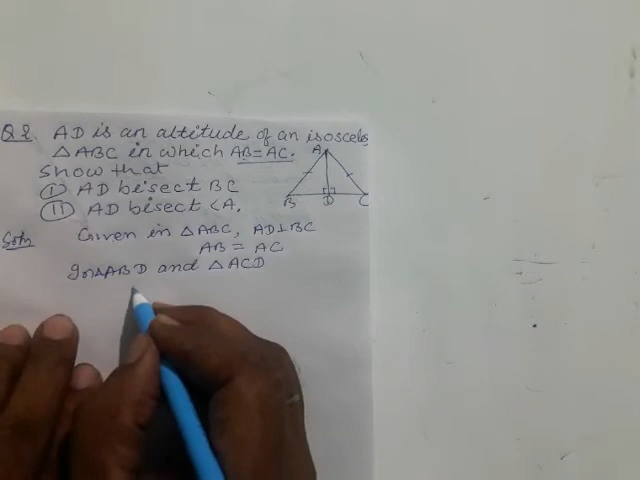 Q2. AD is an altitude of an isosceles
△ABC in which AB=AC.
show that
(I) AD bisect BC
(II) AD bisect <A.
A
B D C
Soln Given in △ABC, AD⊥BC
AB = AC
In△ABD and △ACD